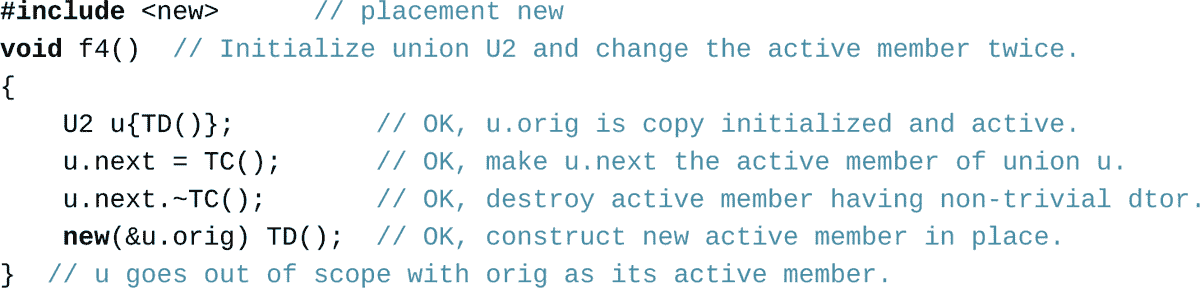 #include <new>      // placement new
void f4()  // Initialize union U2 and change the active member twice.
{
    U2 u{TD()};         // OK, u.orig is copy initialized and active.
    u.next = TC();      // OK, make u.next the active member of union u.
    u.next.~TC();       // OK, destroy active member having non-trivial dtor.
    new(&u.orig) TD();  // OK, construct new active member in place.
}  // u goes out of scope with orig as its active member.